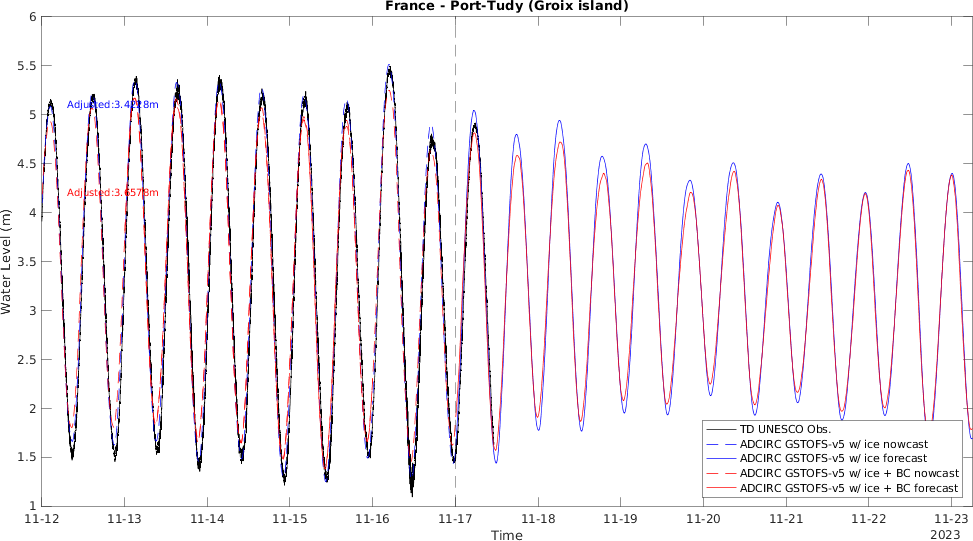 France - Port-Tudy (Groix island)
6
5.5
5
4.5
4
3.5
3
2.5
2
1.5
1
Water Level (m)
Adjusted:3.4228m
Adjusted:3.6578m
TD UNESCO Obs.
ADCIRC GSTOFS-v5 w/ ice nowcast
ADCIRC GSTOFS-v5 w/ ice forecast
ADCIRC GSTOFS-v5 w/ ice + BC nowcast
ADCIRC GSTOFS-v5 w/ ice + BC forecast
11-12 11-13 11-14 11-15 11-16 11-17 11-18 11-19 11-20 11-21 11-22 11-23
Time
2023